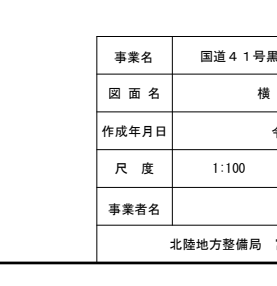 事業名 国道４１号黒
図面名 横
作成年月日 令
尺度 1:100
事業者名
北陸地方整備局